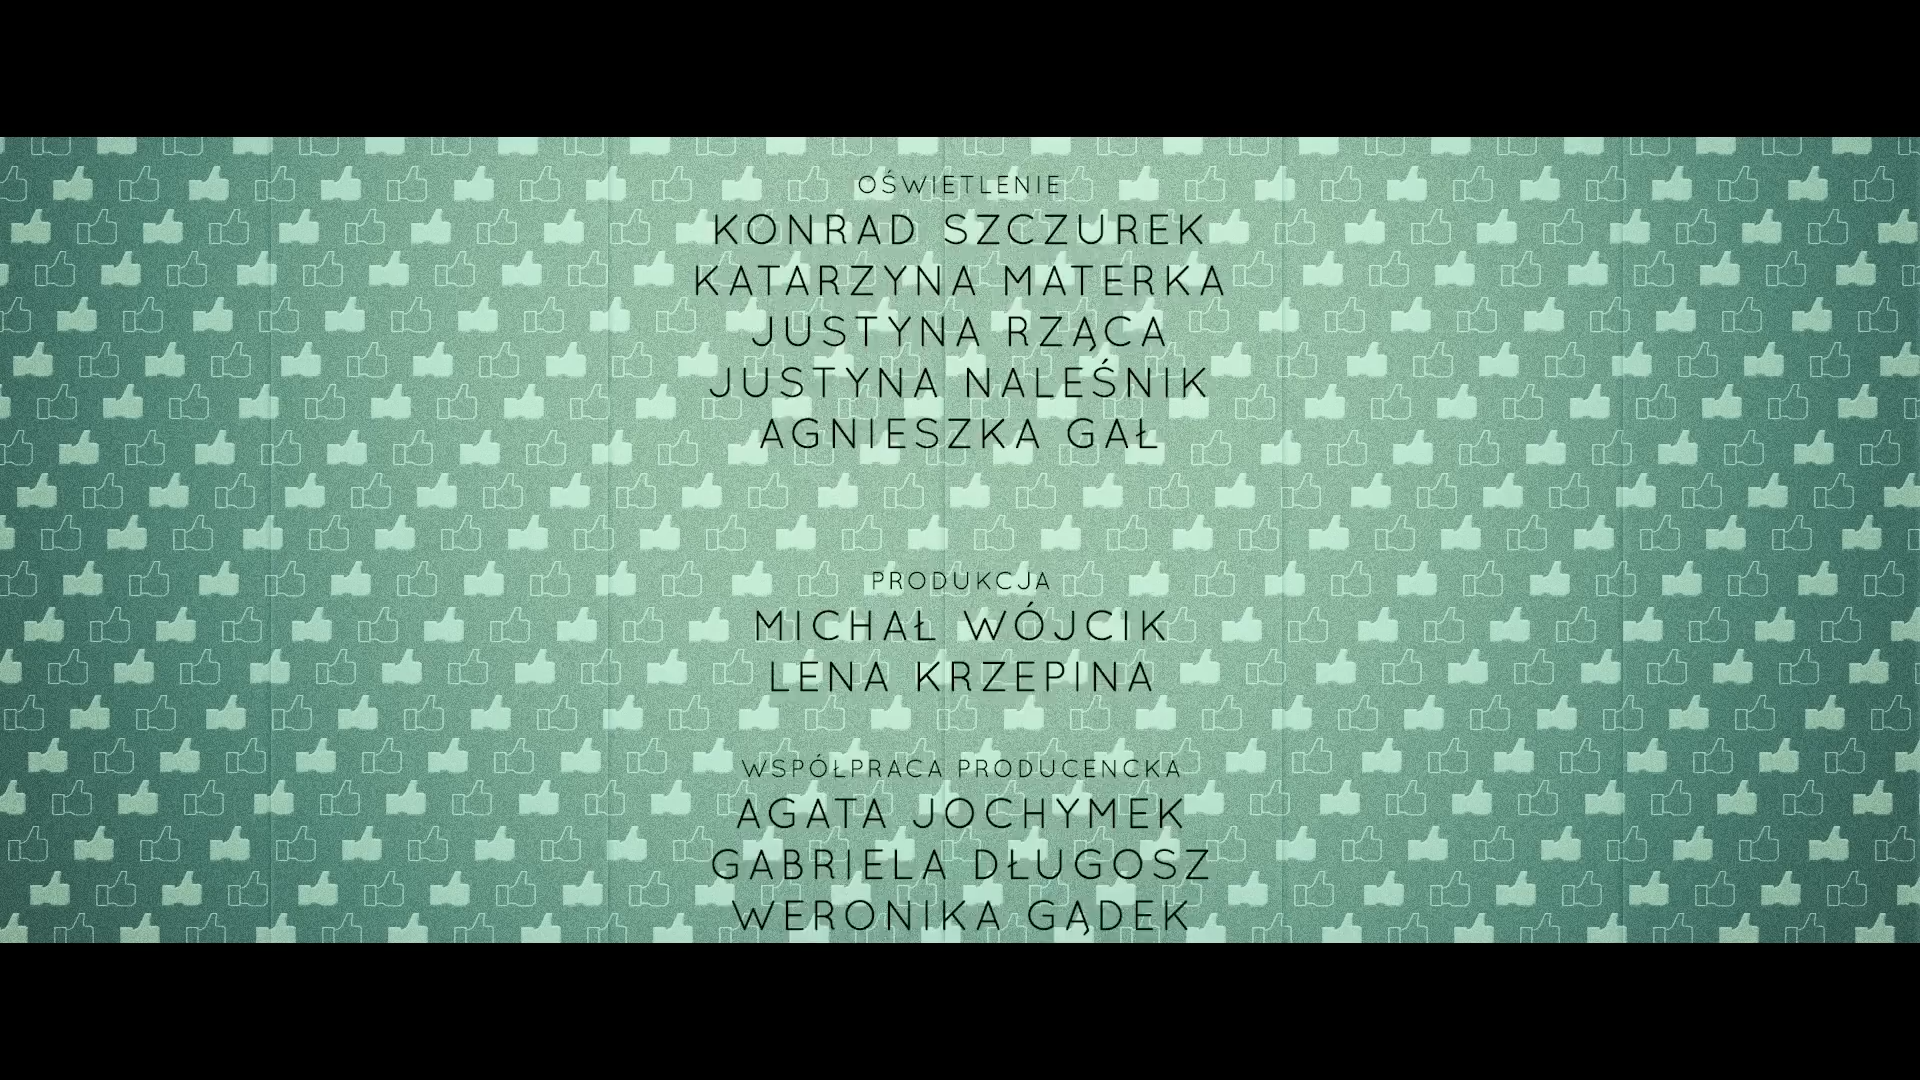 OŚWIETLENIE
KONRAD SZCZUREK
KATARZYNA MATERKA
JUSTYNA RZĄCA
JUSTYNA NALEŚNIK
AGNIESZKA GAŁ
PRODUKCJA
MICHAŁ WÓJCIK
LENA KRZEPINA
WSPÓŁPRACA PRODUCENCKA
AGATA JOCHYMEK
GABRIELA DŁUGOSZ
WERONIKA GĄDEK